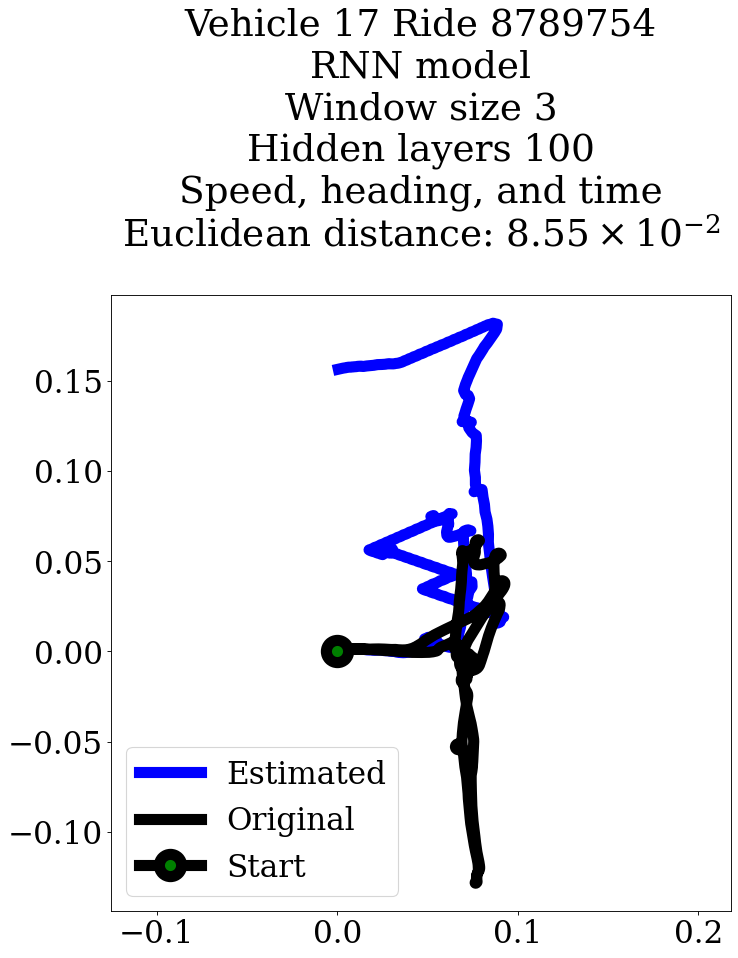 Vehicle 17 Ride 8789754
RNN model
Window size 3
Hidden layers 100
Speed, heading, and time
Euclidean distance: 8.55 × 10⁻²
0.15
0.10
0.05
0.00
−0.05
−0.10
Estimated
Original
Start
−0.1 0.0 0.1 0.2